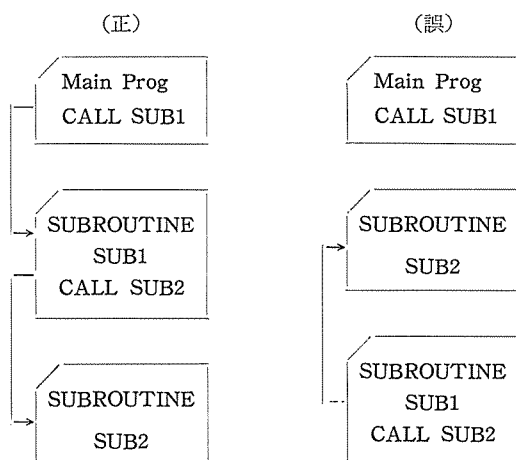 （正）
Main Prog
CALL SUB1
SUBROUTINE
SUB1
CALL SUB2
SUBROUTINE
SUB2
（誤）
Main Prog
CALL SUB1
SUBROUTINE
SUB2
SUBROUTINE
SUB1
CALL SUB2